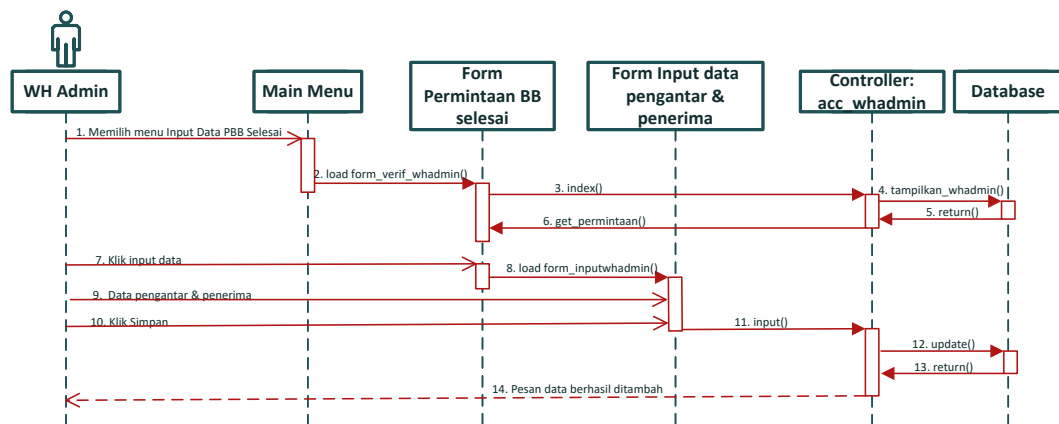 WH Admin
Main Menu
Form
Permintaan BB
selesai
Form Input data
pengantar &
penerima
Controller:
acc_whadmin
Database
1. Memilih menu Input Data PBB Selesai
2. load form_verif_whadmin()
3. index()
4. tampilkan_whadmin()
5. return()
6. get_permintaan()
7. Klik input data
8. load form_inputwhadmin()
9. Data pengantar & penerima
10. Klik Simpan
11. input()
12. update()
13. return()
14. Pesan data berhasil ditambah